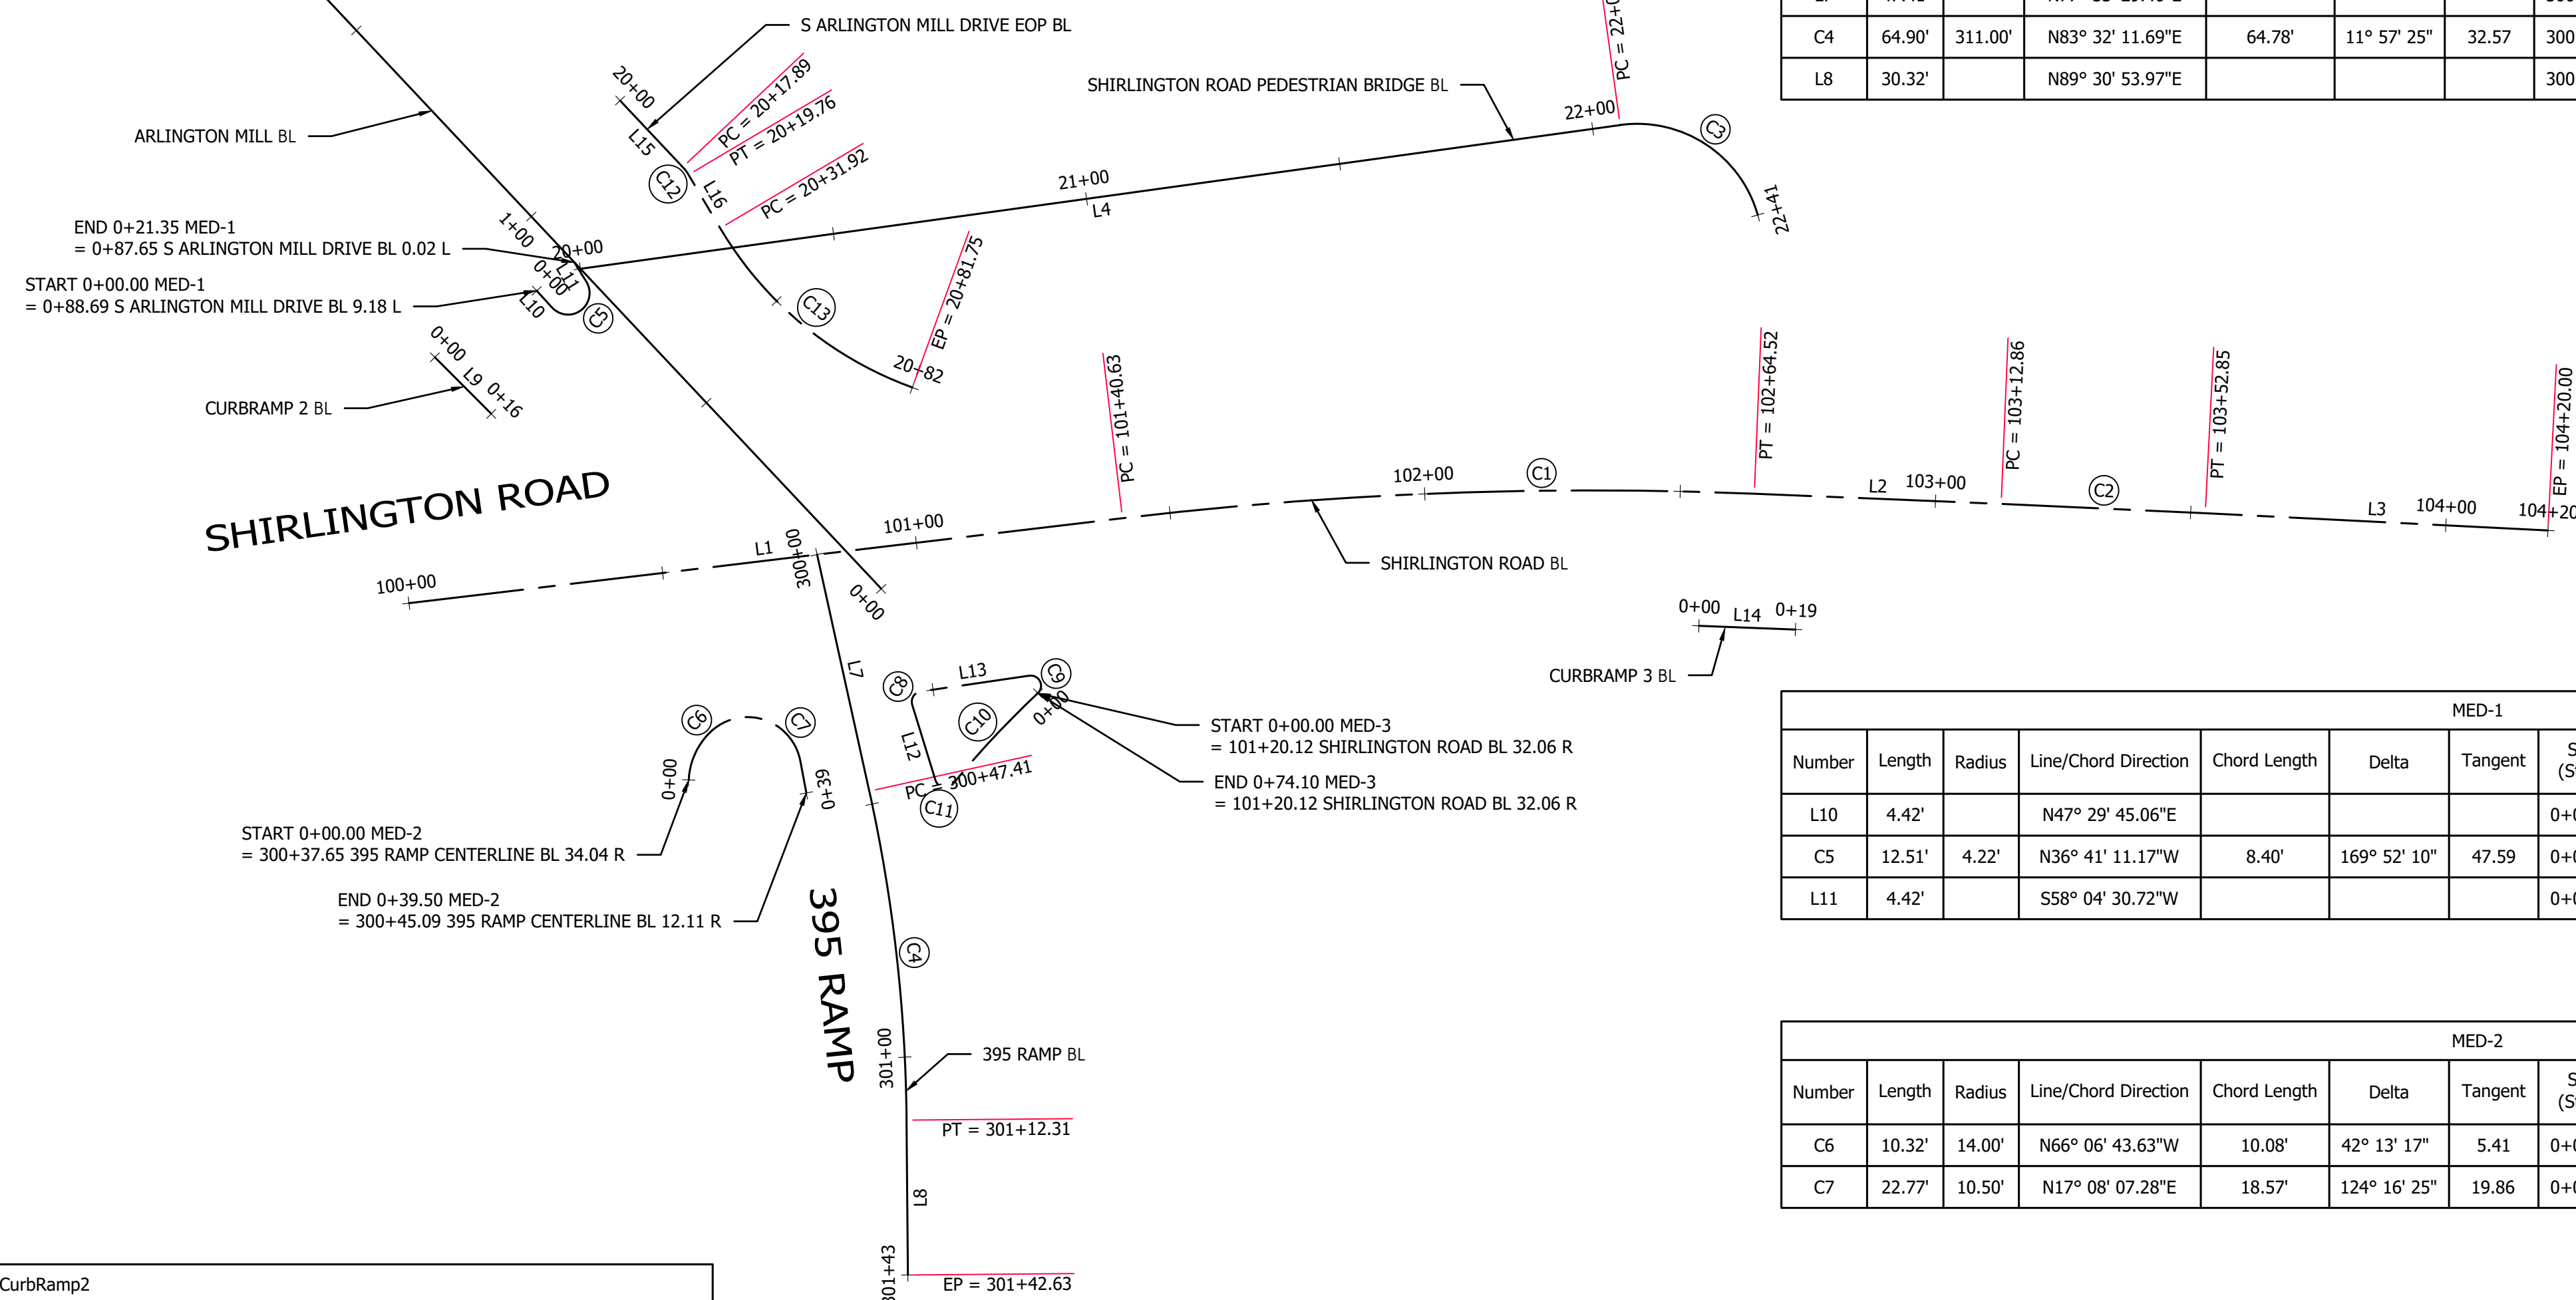 S ARLINGTON MILL DRIVE EOP BL
ARLINGTON MILL BL
20+00
L15
C12
PC = 20+17.89
PT = 20+19.76
L16
PC = 20+31.92
SHIRLINGTON ROAD PEDESTRIAN BRIDGE BL
22+00
C3
22+41
21+00
L4
END 0+21.35 MED-1
= 0+87.65 S ARLINGTON MILL DRIVE BL 0.02 L
START 0+00.00 MED-1
= 0+88.69 S ARLINGTON MILL DRIVE BL 9.18 L
1+00
20+00
0+00
L11
L10
C5
C13
EP = 20+81.75
20+82
0+00
L9
0+16
CURBRAMP 2 BL
SHIRLINGTON ROAD
100+00
L1
300+00
101+00
0+00
PC = 101+40.63
102+00
C1
PT = 102+64.52
L2
103+00
PC = 103+12.86
C2
PT = 103+52.85
L3
104+00
EP = 104+20.00
SHIRLINGTON ROAD BL
0+00
L14
0+19
CURBRAMP 3 BL
L7
C8
L13
C9
C10
0+00
L12
PC = 300+47.41
C11
C6
C7
0+00
0+39
START 0+00.00 MED-3
= 101+20.12 SHIRLINGTON ROAD BL 32.06 R
END 0+74.10 MED-3
= 101+20.12 SHIRLINGTON ROAD BL 32.06 R
START 0+00.00 MED-2
= 300+37.65 395 RAMP CENTERLINE BL 34.04 R
END 0+39.50 MED-2
= 300+45.09 395 RAMP CENTERLINE BL 12.11 R
395 RAMP
C4
301+00
395 RAMP BL
PT = 301+12.31
L8
301+43
EP = 301+42.63
CurbRamp2
C4 64.90' 311.00' N83° 32' 11.69"E 64.78' 11° 57' 25" 32.57 300
L8 30.32' N89° 30' 53.97"E 300
MED-1
Number Length Radius Line/Chord Direction Chord Length Delta Tangent
L10 4.42' N47° 29' 45.06"E
C5 12.51' 4.22' N36° 41' 11.17"W 8.40' 169° 52' 10" 47.59
L11 4.42' S58° 04' 30.72"W
MED-2
Number Length Radius Line/Chord Direction Chord Length Delta Tangent
C6 10.32' 14.00' N66° 06' 43.63"W 10.08' 42° 13' 17" 5.41
C7 22.77' 10.50' N17° 08' 07.28"E 18.57' 124° 16' 25" 19.86